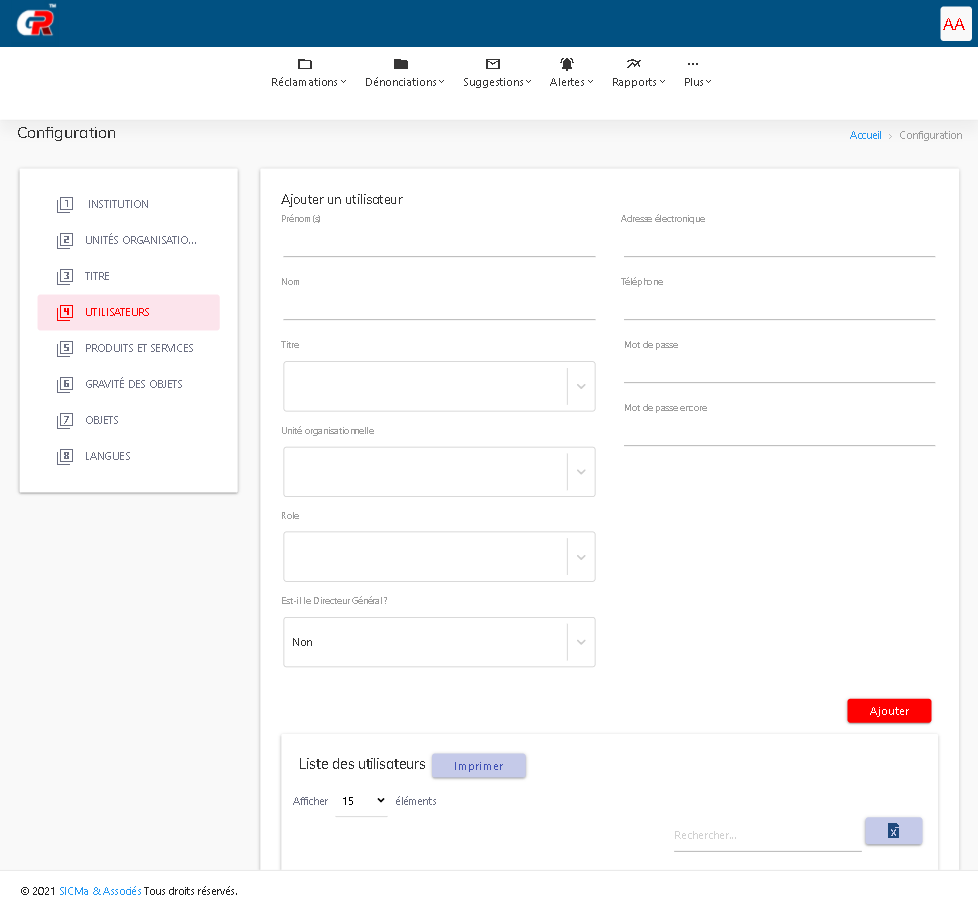 GR™
AA
Réclamations
Dénonciations
Suggestions
Alertes
Rapports
Plus
Configuration
Accueil › Configuration
1 INSTITUTION
2 UNITÉS ORGANISATIO...
3 TITRE
4 UTILISATEURS
5 PRODUITS ET SERVICES
6 GRAVITÉ DES OBJETS
7 OBJETS
8 LANGUES
Ajouter un utilisateur
Prénom(s)
Nom
Titre
Unité organisationnelle
Role
Est-il le Directeur Général ?
Non
Adresse électronique
Téléphone
Mot de passe
Mot de passe encore
Ajouter
Liste des utilisateurs
Imprimer
Afficher 15 éléments
Rechercher...
© 2021 SICMa & Associés Tous droits réservés.